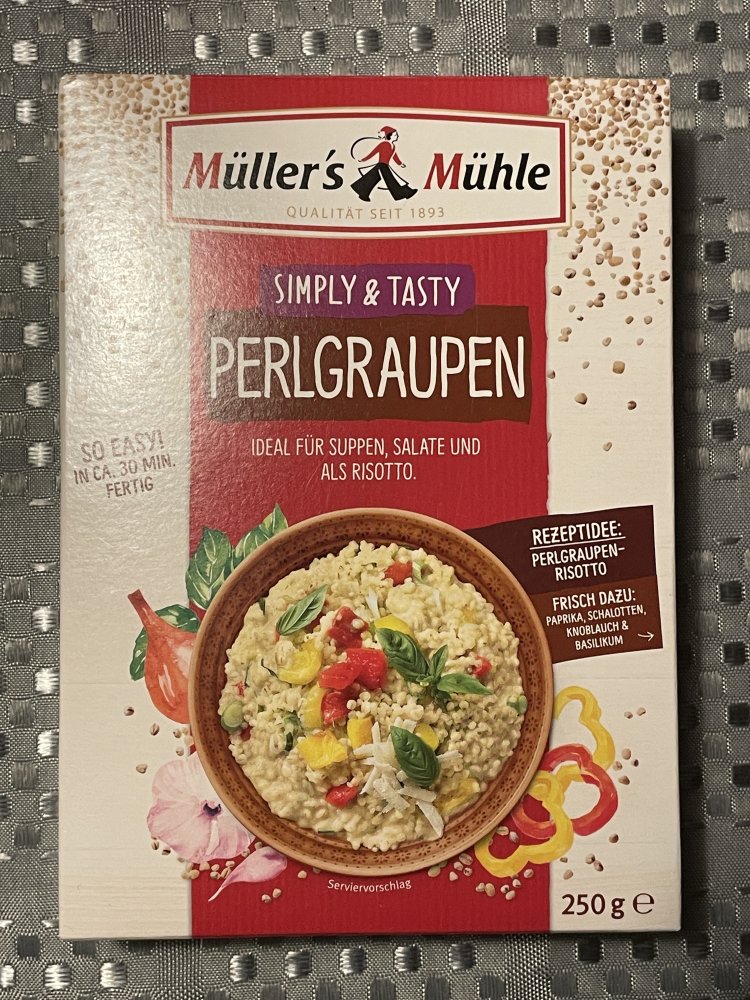 Müller's Mühle
QUALITÄT SEIT 1893
SIMPLY & TASTY
PERLGRAUPEN
IDEAL FÜR SUPPEN, SALATE UND
ALS RISOTTO.
SO EASY!
IN CA. 30 MIN.
FERTIG
REZEPTIDEE:
PERLGRAUPEN-
RISOTTO
FRISCH DAZU:
PAPRIKA, SCHALOTTEN,
KNOBLAUCH &
BASILIKUM
Serviervorschlag
250 g ℮